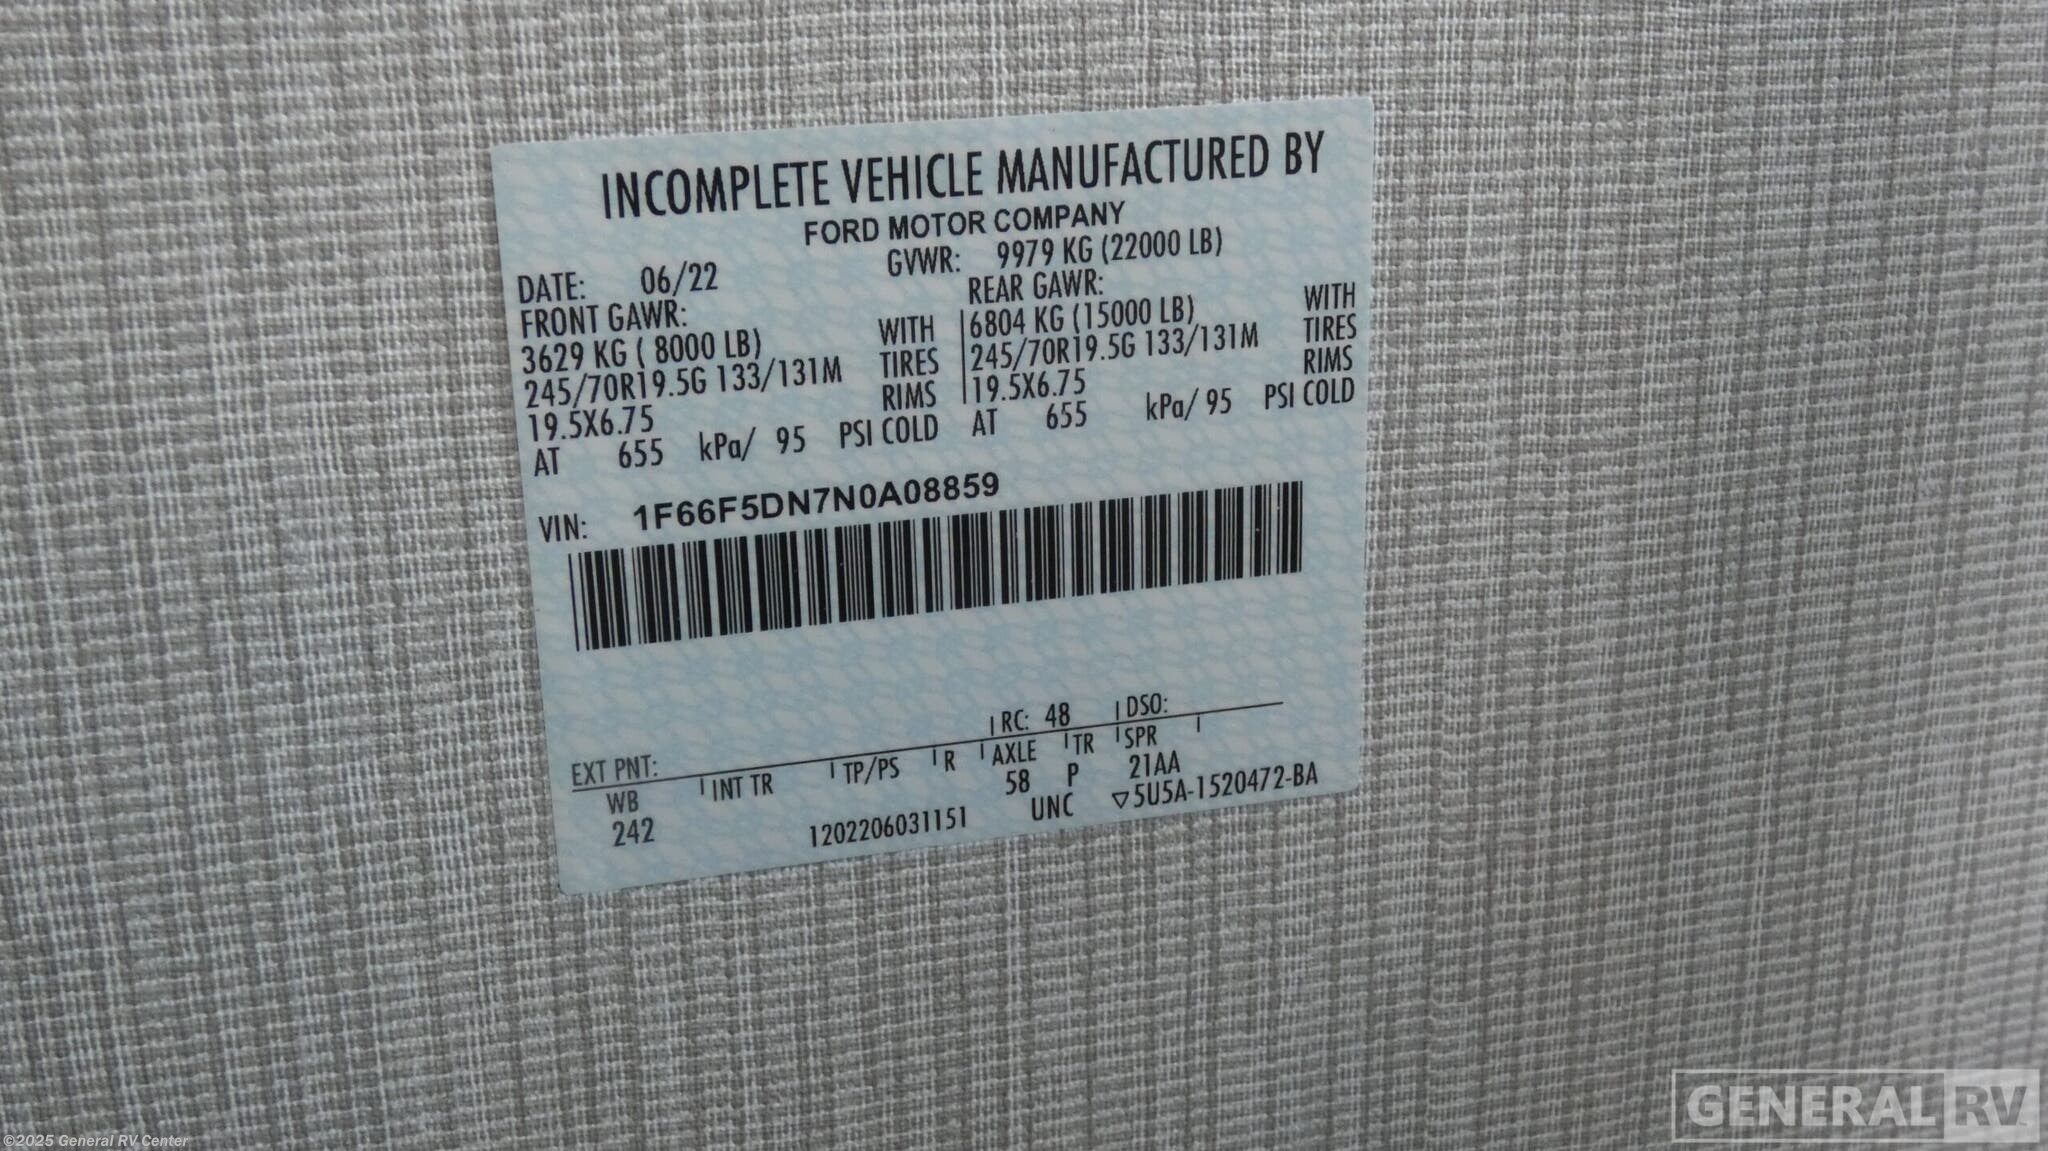 INCOMPLETE VEHICLE MANUFACTURED BY
FORD MOTOR COMPANY
DATE: 06/22 GVWR: 9979 KG (22000 LB)
FRONT GAWR: REAR GAWR:
3629 KG ( 8000 LB) WITH 6804 KG (15000 LB) WITH
245/70R19.5G 133/131M TIRES 245/70R19.5G 133/131M TIRES
19.5X6.75 RIMS 19.5X6.75 RIMS
AT 655 kPa/ 95 PSI COLD AT 655 kPa/ 95 PSI COLD
VIN: 1F66F5DN7N0A08859
EXT PNT: RC: 48 DSO:
WB INT TR TP/PS R AXLE TR SPR
242 58 P 21AA
1202206031151 UNC ▽5U5A-1520472-BA
©2025 General RV Center
GENERAL RV